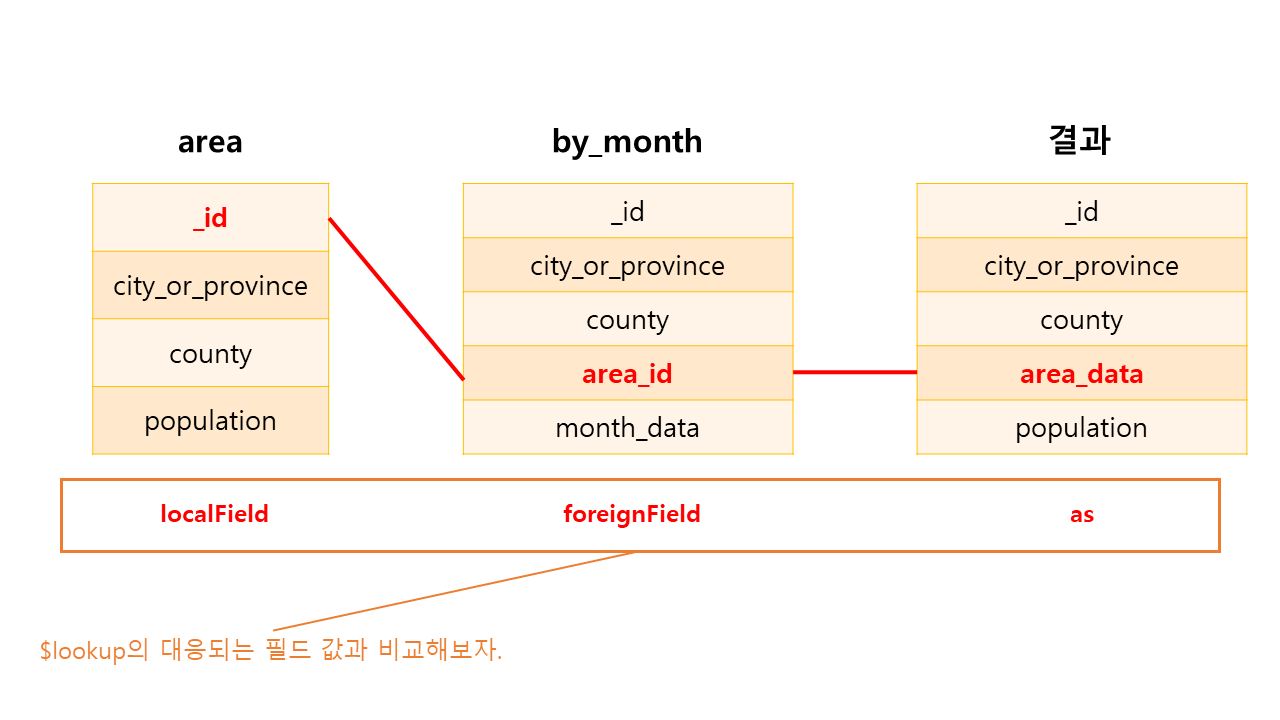 area
by_month
결과
_id
city_or_province
county
population
_id
city_or_province
county
area_id
month_data
_id
city_or_province
county
area_data
population
localField
foreignField
as
$lookup의 대응되는 필드 값과 비교해보자.